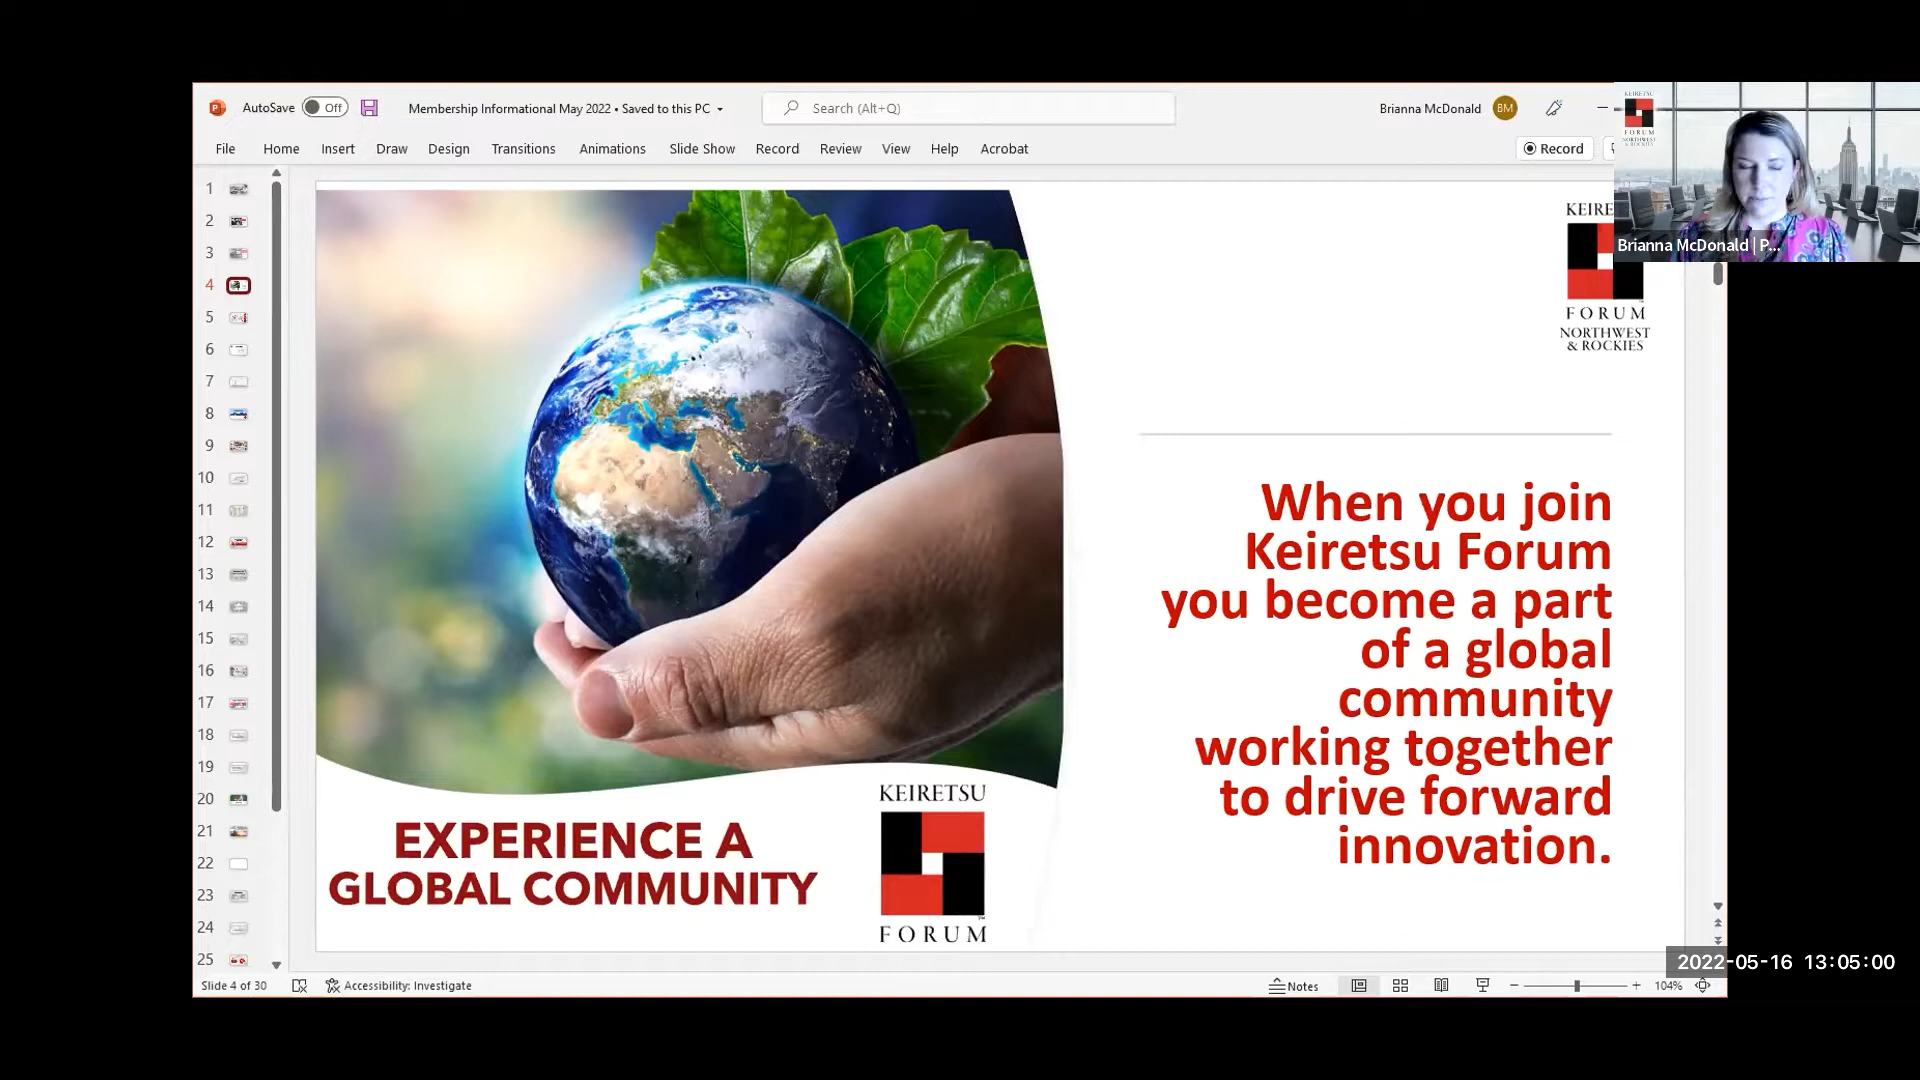 AutoSave Off Membership Informational May 2022 • Saved to this PC Search (Alt+Q) Brianna McDonald BM
File Home Insert Draw Design Transitions Animations Slide Show Record Review View Help Acrobat Record
1
2
3
4
5
6
7
8
9
10
11
12
13
14
15
16
17
18
19
20
21
22
23
24
25
KEIRETSU
FORUM
NORTHWEST
& ROCKIES
Brianna McDonald | P...
KEIRE
FORUM
NORTHWEST
& ROCKIES
When you join
Keiretsu Forum
you become a part
of a global
community
working together
to drive forward
innovation.
EXPERIENCE A
GLOBAL COMMUNITY
KEIRETSU
FORUM
2022-05-16 13:05:00
Slide 4 of 30 Accessibility: Investigate Notes 104%